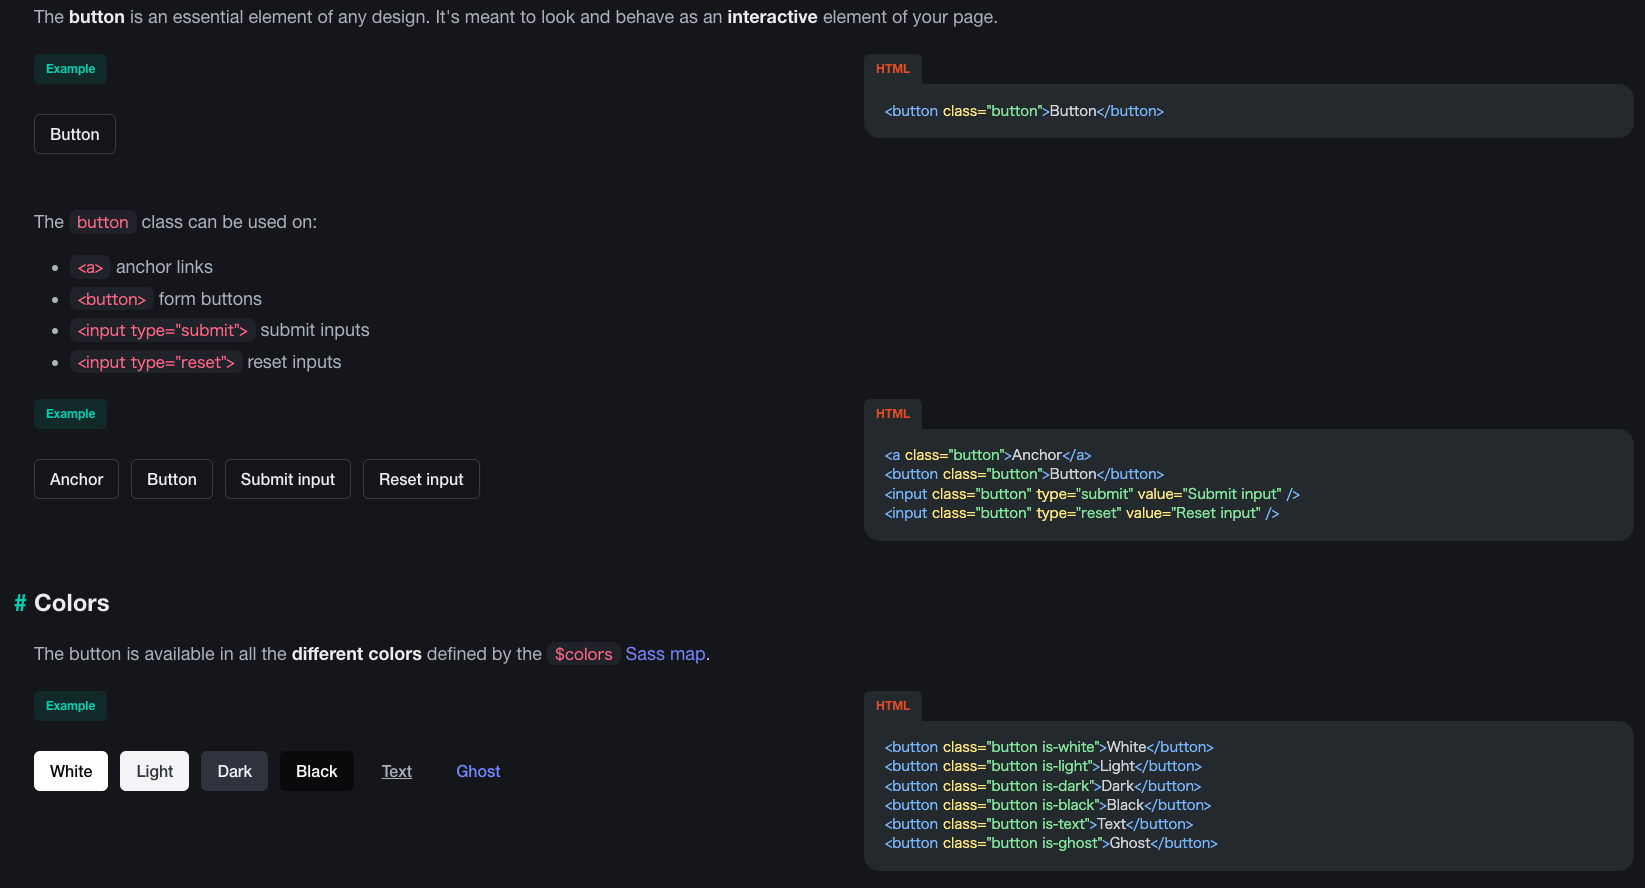 The button is an essential element of any design. It's meant to look and behave as an interactive element of your page.
Example
Button
HTML
<button class="button">Button</button>
The button class can be used on:
<a> anchor links
<button> form buttons
<input type="submit"> submit inputs
<input type="reset"> reset inputs
Example
Anchor Button Submit input Reset input
HTML
<a class="button">Anchor</a>
<button class="button">Button</button>
<input class="button" type="submit" value="Submit input" />
<input class="button" type="reset" value="Reset input" />
# Colors
The button is available in all the different colors defined by the $colors Sass map.
Example
White Light Dark Black Text Ghost
HTML
<button class="button is-white">White</button>
<button class="button is-light">Light</button>
<button class="button is-dark">Dark</button>
<button class="button is-black">Black</button>
<button class="button is-text">Text</button>
<button class="button is-ghost">Ghost</button>